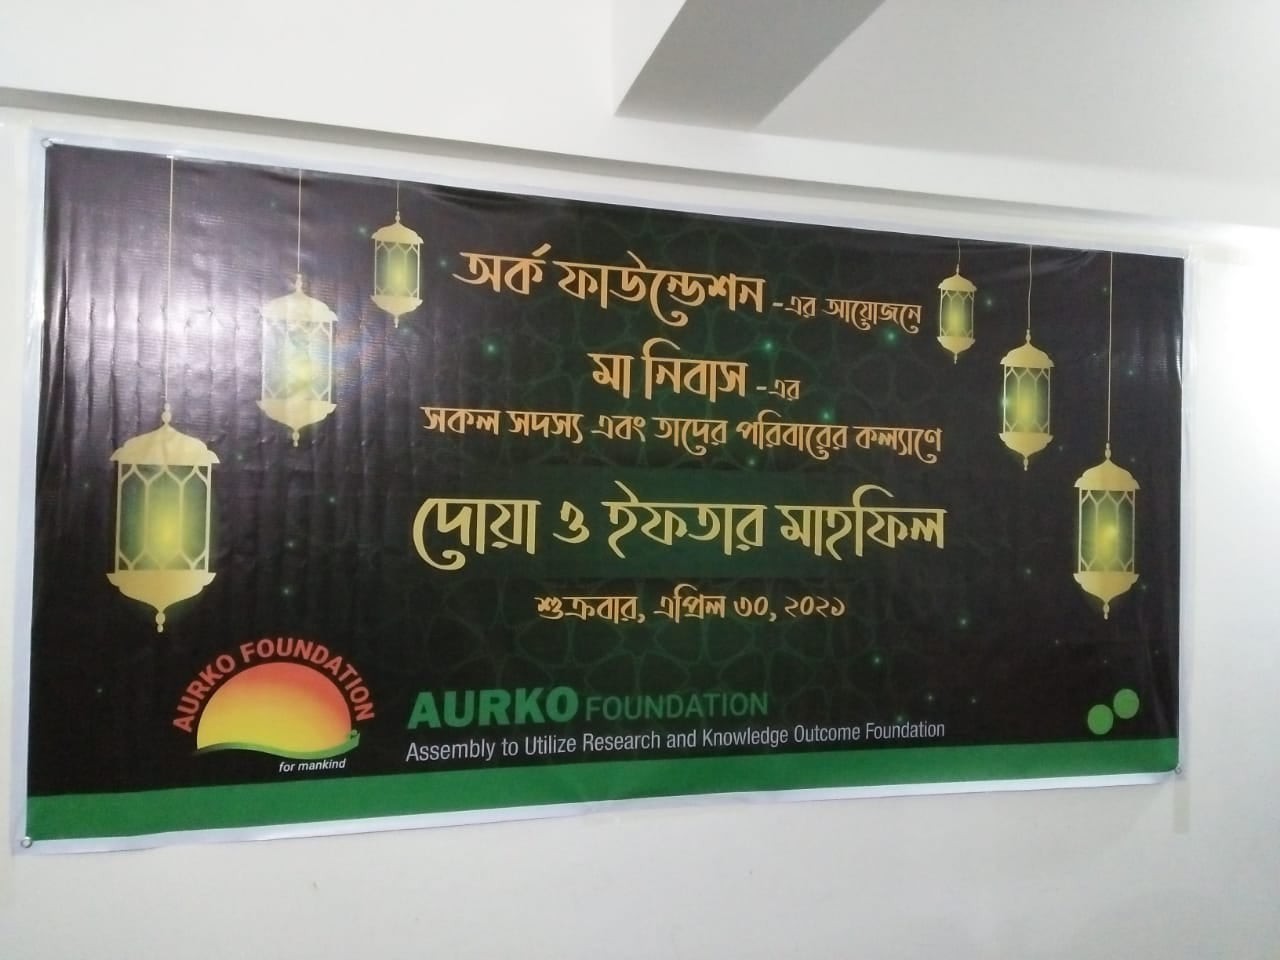 অর্ক ফাউন্ডেশন -এর আয়োজনে
মা নিবাস -এর
সকল সদস্য এবং তাদের পরিবারের কল্যাণে
দোয়া ও ইফতার মাহফিল
শুক্রবার, এপ্রিল ৩০, ২০২১
AURKO FOUNDATION
for mankind
AURKO FOUNDATION
Assembly to Utilize Research and Knowledge Outcome Foundation